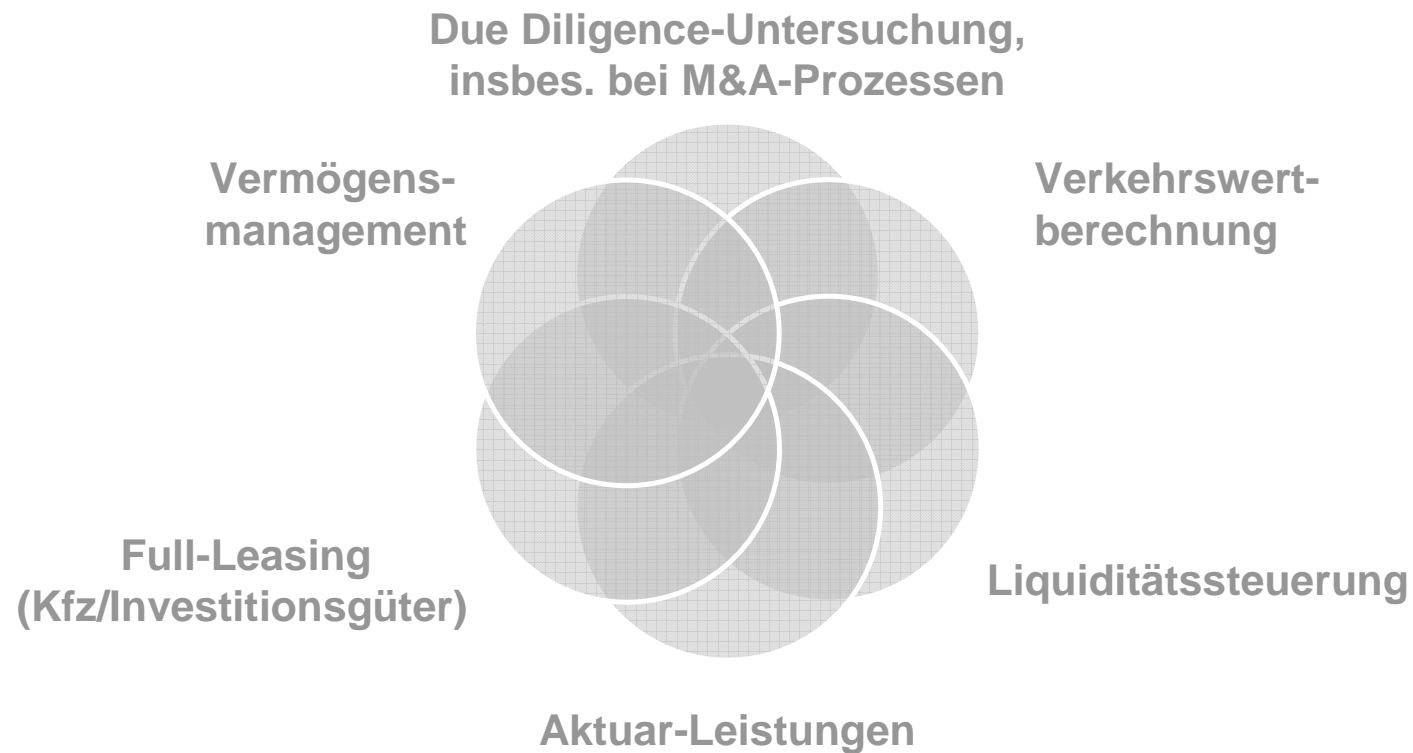 Due Diligence-Untersuchung,
insbes. bei M&A-Prozessen
Vermögens-
management
Verkehrswert-
berechnung
Full-Leasing
(Kfz/Investitionsgüter)
Liquiditätssteuerung
Aktuar-Leistungen